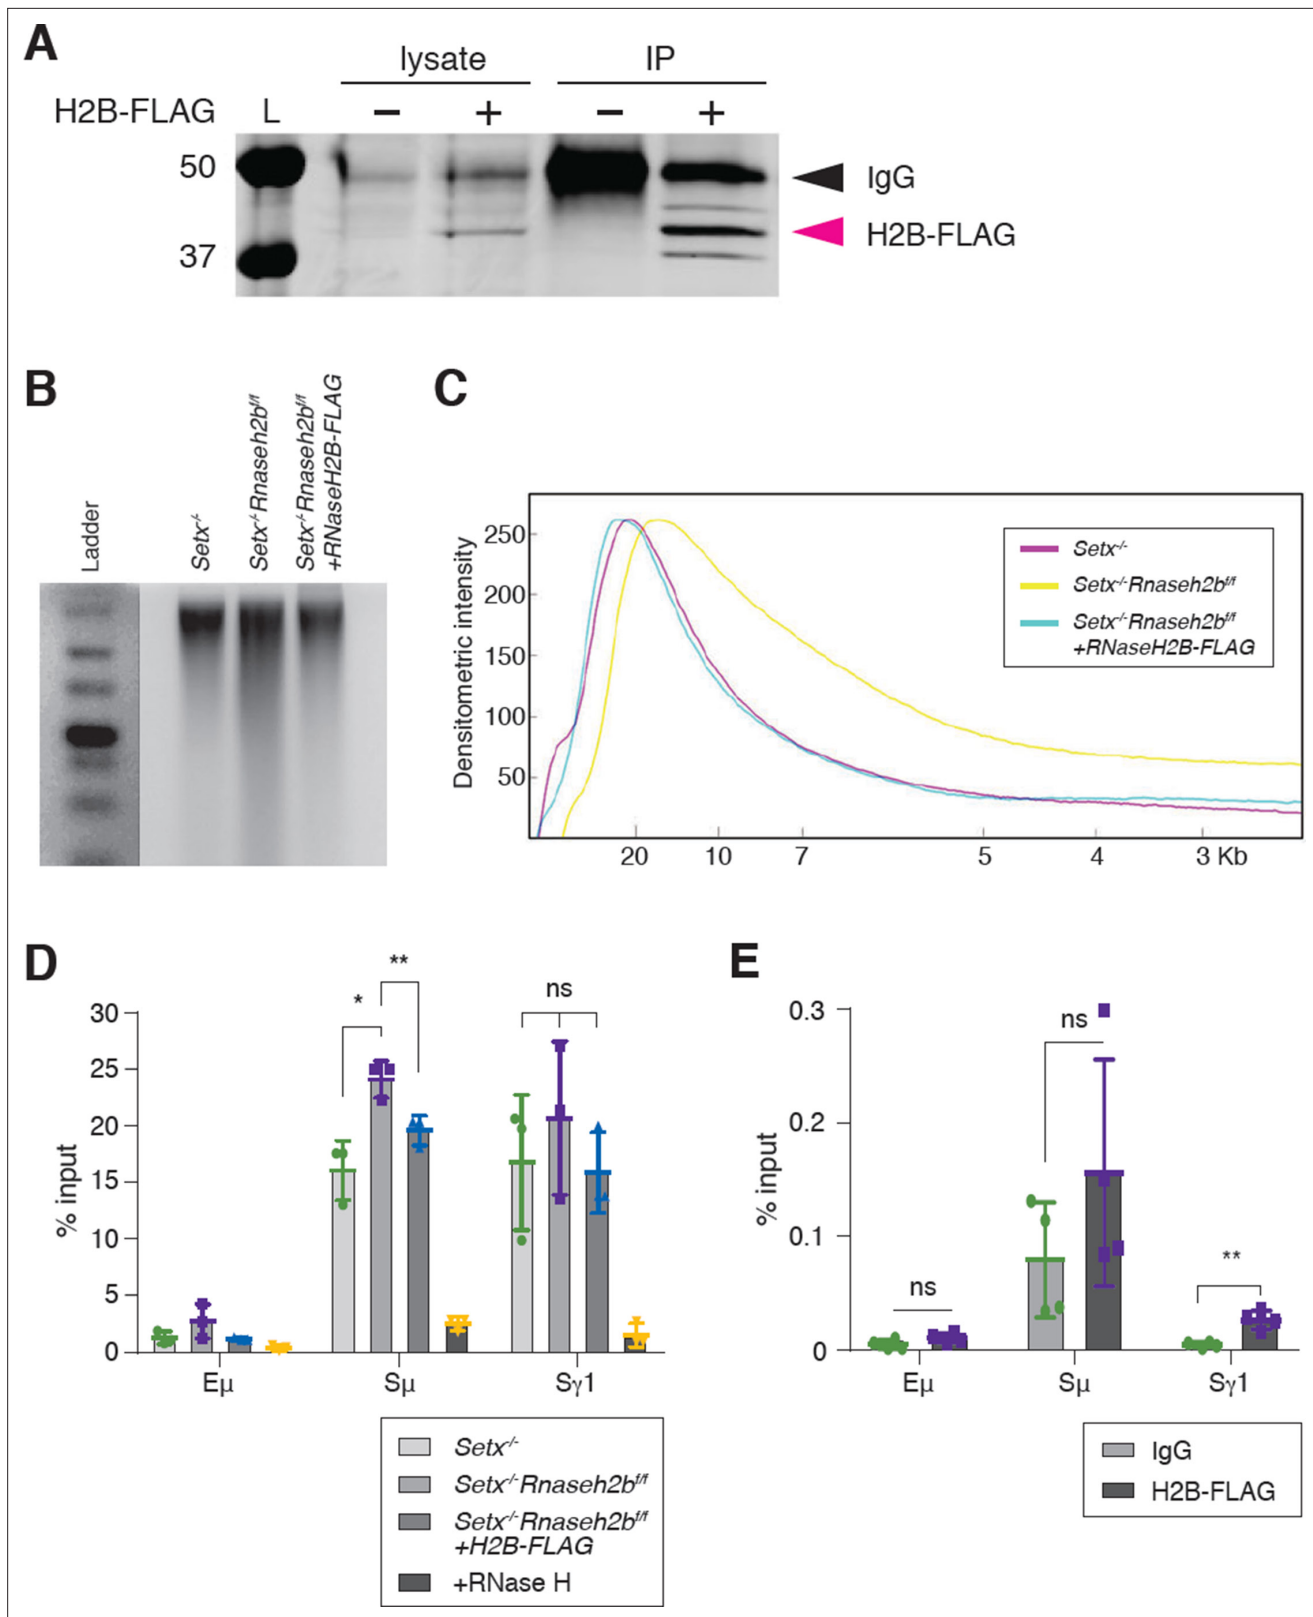 A
lysate
IP
H2B-FLAG
L
−
+
−
+
50
37
IgG
H2B-FLAG
B
Ladder
Setx-/-
Setx-/-Rnaseh2bf/f
Setx-/-Rnaseh2bf/f
+RNaseH2B-FLAG
C
Densitometric intensity
250
200
150
100
50
20
10
7
5
4
3 Kb
Setx-/-
Setx-/-Rnaseh2bf/f
Setx-/-Rnaseh2bf/f
+RNaseH2B-FLAG
D
% input
30
25
20
15
10
5
0
*
**
ns
Eμ
Sμ
Sγ1
Setx-/-
Setx-/-Rnaseh2bf/f
Setx-/-Rnaseh2bf/f
+H2B-FLAG
+RNase H
E
% input
0.3
0.2
0.1
0
ns
ns
**
Eμ
Sμ
Sγ1
IgG
H2B-FLAG